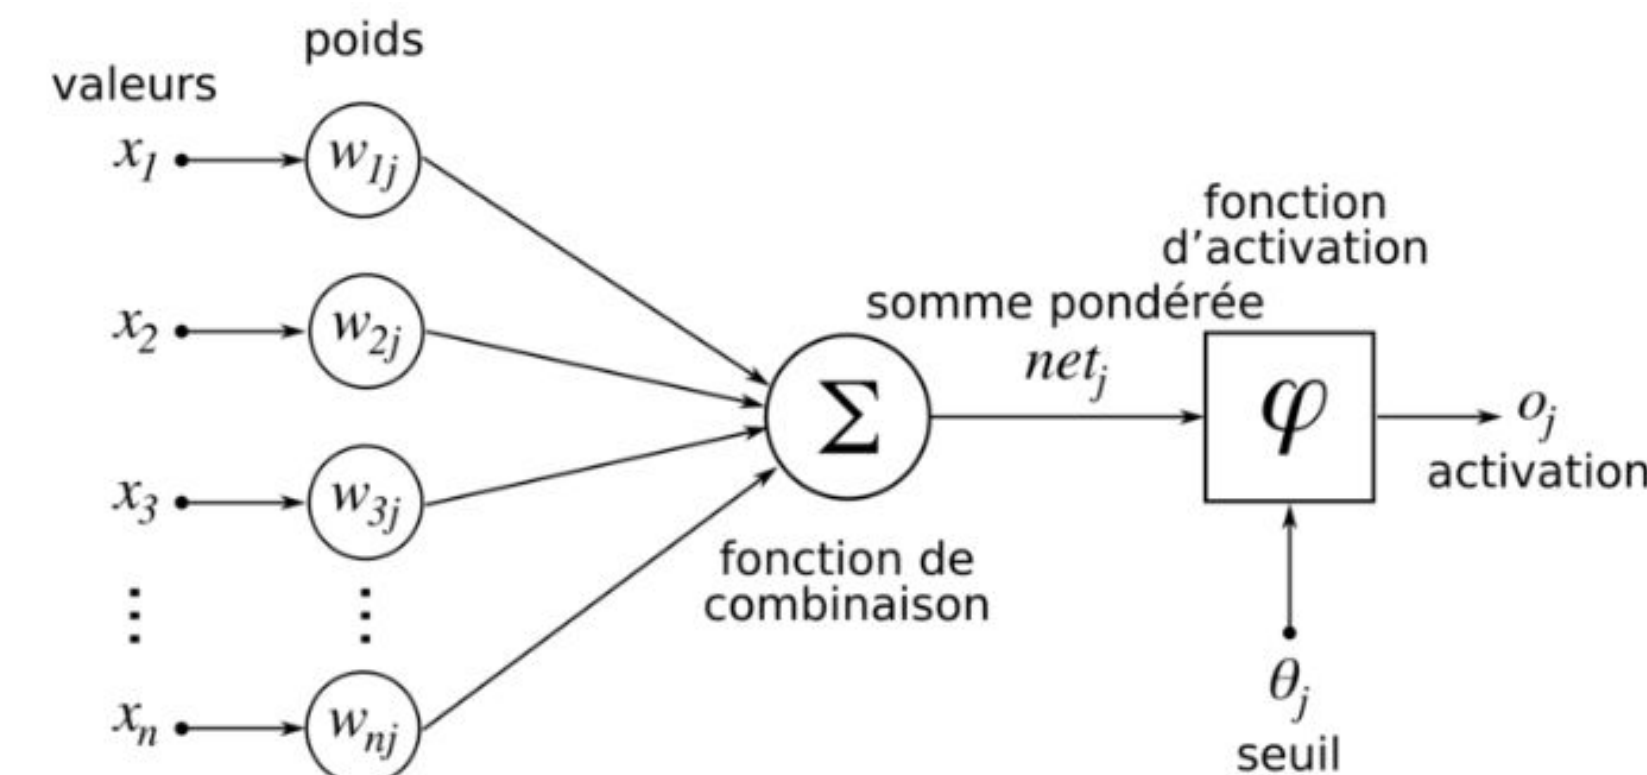 poids
valeurs
x1
w1j
x2
w2j
x3
w3j
⋮
⋮
xn
wnj
Σ
fonction de
combinaison
somme pondérée
netj
fonction
d’activation
φ
oj
activation
θj
seuil